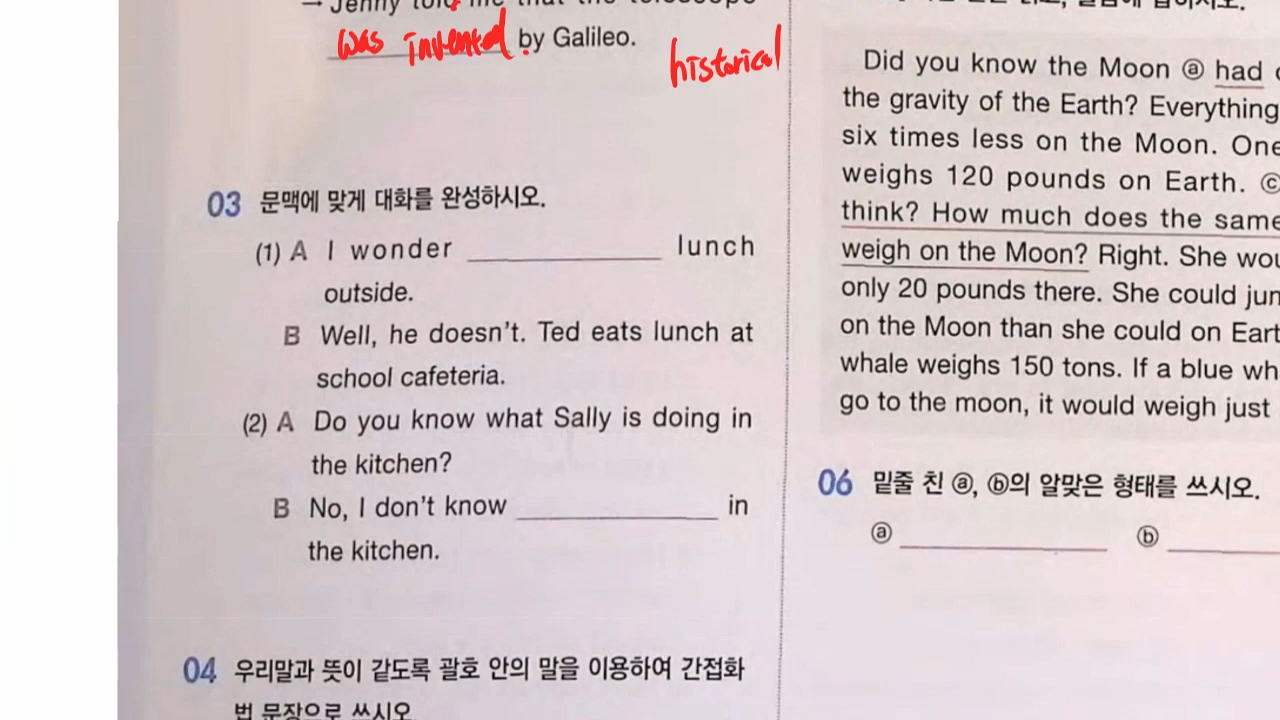 → Jenny told me that the telescope
was invented by Galileo.
historical
03 문맥에 맞게 대화를 완성하시오.
(1) A I wonder ____________ lunch
outside.
B Well, he doesn't. Ted eats lunch at
school cafeteria.
(2) A Do you know what Sally is doing in
the kitchen?
B No, I don't know ____________ in
the kitchen.
04 우리말과 뜻이 같도록 괄호 안의 말을 이용하여 간접화
법 문장으로 쓰시오
Did you know the Moon ⓐ had
the gravity of the Earth? Everything
six times less on the Moon. One
weighs 120 pounds on Earth. ⓒ
think? How much does the same
weigh on the Moon? Right. She
only 20 pounds there. She could
on the Moon than she could on
whale weighs 150 tons. If a blue
go to the moon, it would weigh just
06 밑줄 친 ⓐ, ⓑ의 알맞은 형태를 쓰시오.
ⓐ ____________ ⓑ ____________